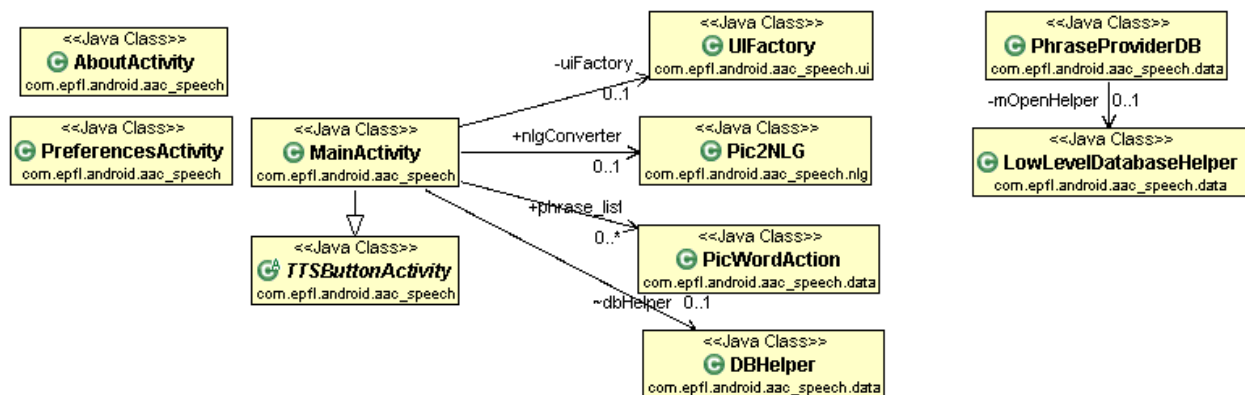 <<Java Class>>
AboutActivity
com.epfl.android.aac_speech
<<Java Class>>
PreferencesActivity
com.epfl.android.aac_speech
<<Java Class>>
MainActivity
com.epfl.android.aac_speech
<<Java Class>>
TTSButtonActivity
com.epfl.android.aac_speech
-uiFactory
0..1
+nlgConverter
0..1
+phrase_list
0..*
~dbHelper 0..1
<<Java Class>>
UIFactory
com.epfl.android.aac_speech.ui
<<Java Class>>
Pic2NLG
com.epfl.android.aac_speech.nlg
<<Java Class>>
PicWordAction
com.epfl.android.aac_speech.data
<<Java Class>>
DBHelper
com.epfl.android.aac_speech.data
<<Java Class>>
PhraseProviderDB
com.epfl.android.aac_speech.data
-mOpenHelper 0..1
<<Java Class>>
LowLevelDatabaseHelper
com.epfl.android.aac_speech.data